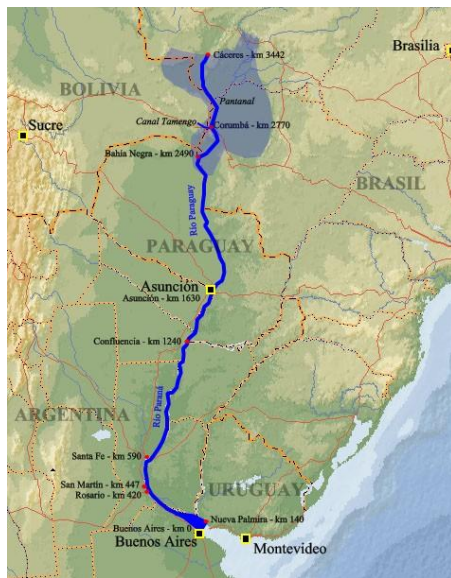 Cáceres - km 3442
Brasilia
BOLIVIA
Pantanal
Canal Tamengo
Corumbá - km 2770
Sucre
Bahía Negra - km 2490
BRASIL
Río Paraguay
PARAGUAY
Asunción
Asunción - km 1630
Confluencia - km 1240
Río Paraná
ARGENTINA
Santa Fe - km 590
San Martín - km 447
URUGUAY
Rosario - km 420
Nueva Palmira - km 140
Buenos Aires - km 0
Buenos Aires
Montevideo